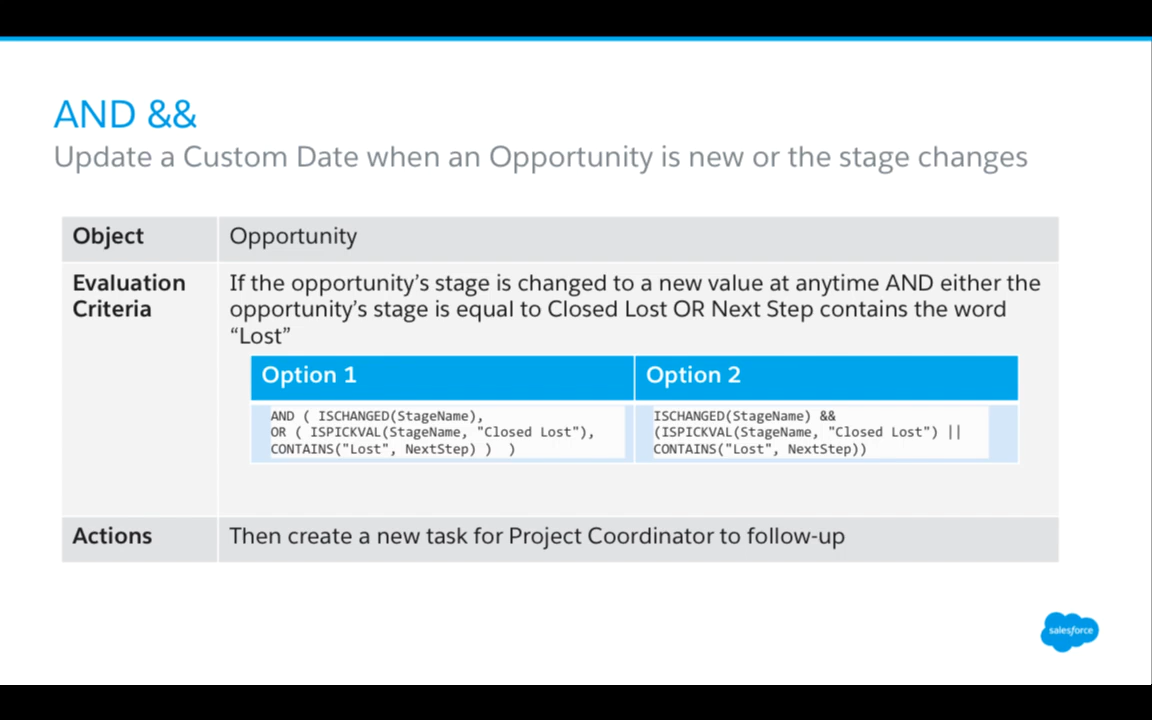 AND &&
Update a Custom Date when an Opportunity is new or the stage changes
Object
Opportunity
Evaluation
Criteria
If the opportunity’s stage is changed to a new value at anytime AND either the
opportunity’s stage is equal to Closed Lost OR Next Step contains the word
“Lost”
Option 1
AND ( ISCHANGED(StageName),
OR ( ISPICKVAL(StageName, "Closed Lost"),
CONTAINS("Lost", NextStep) ) )
Option 2
ISCHANGED(StageName) &&
(ISPICKVAL(StageName, "Closed Lost") ||
CONTAINS("Lost", NextStep))
Actions
Then create a new task for Project Coordinator to follow-up
salesforce